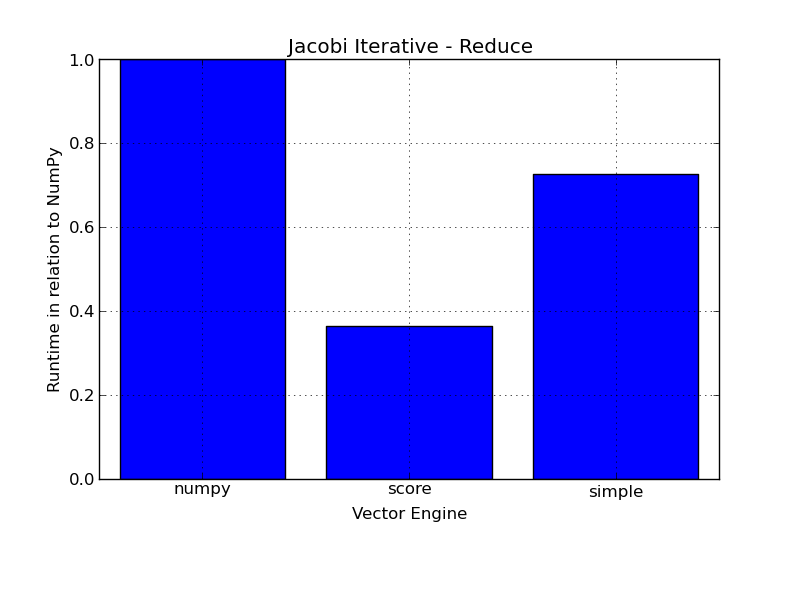 Jacobi Iterative - Reduce
1.0
0.8
0.6
0.4
0.2
0.0
Runtime in relation to NumPy
numpy
score
simple
Vector Engine